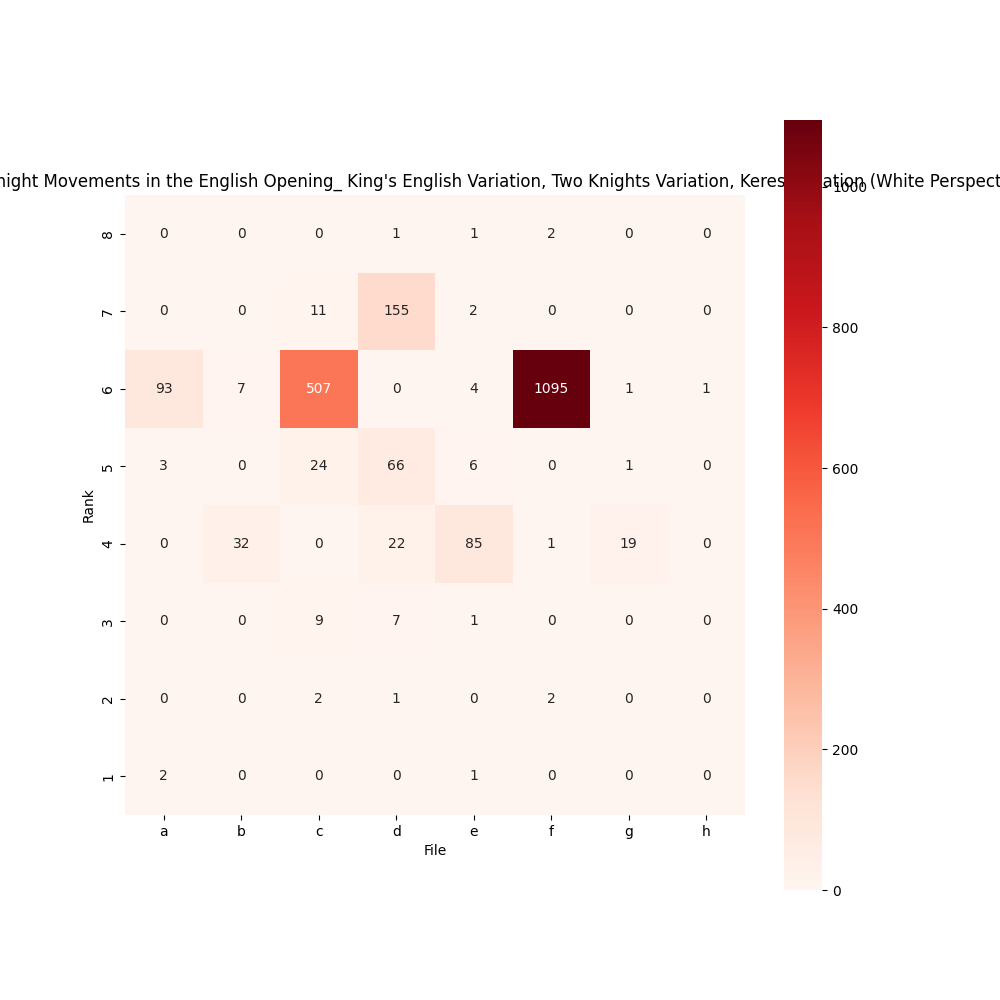 night Movements in the English Opening_ King's English Variation, Two Knights Variation, Keres Variation (White Perspect
1000
8 0 0 0 1 1 2 0 0
7 0 0 11 155 2 0 0 0
800
6 93 7 507 0 4 1095 1 1
5 3 0 24 66 6 0 1 0
600
Rank
4 0 32 0 22 85 1 19 0
400
3 0 0 9 7 1 0 0 0
2 0 0 2 1 0 2 0 0
200
1 2 0 0 0 1 0 0 0
a b c d e f g h
File
0